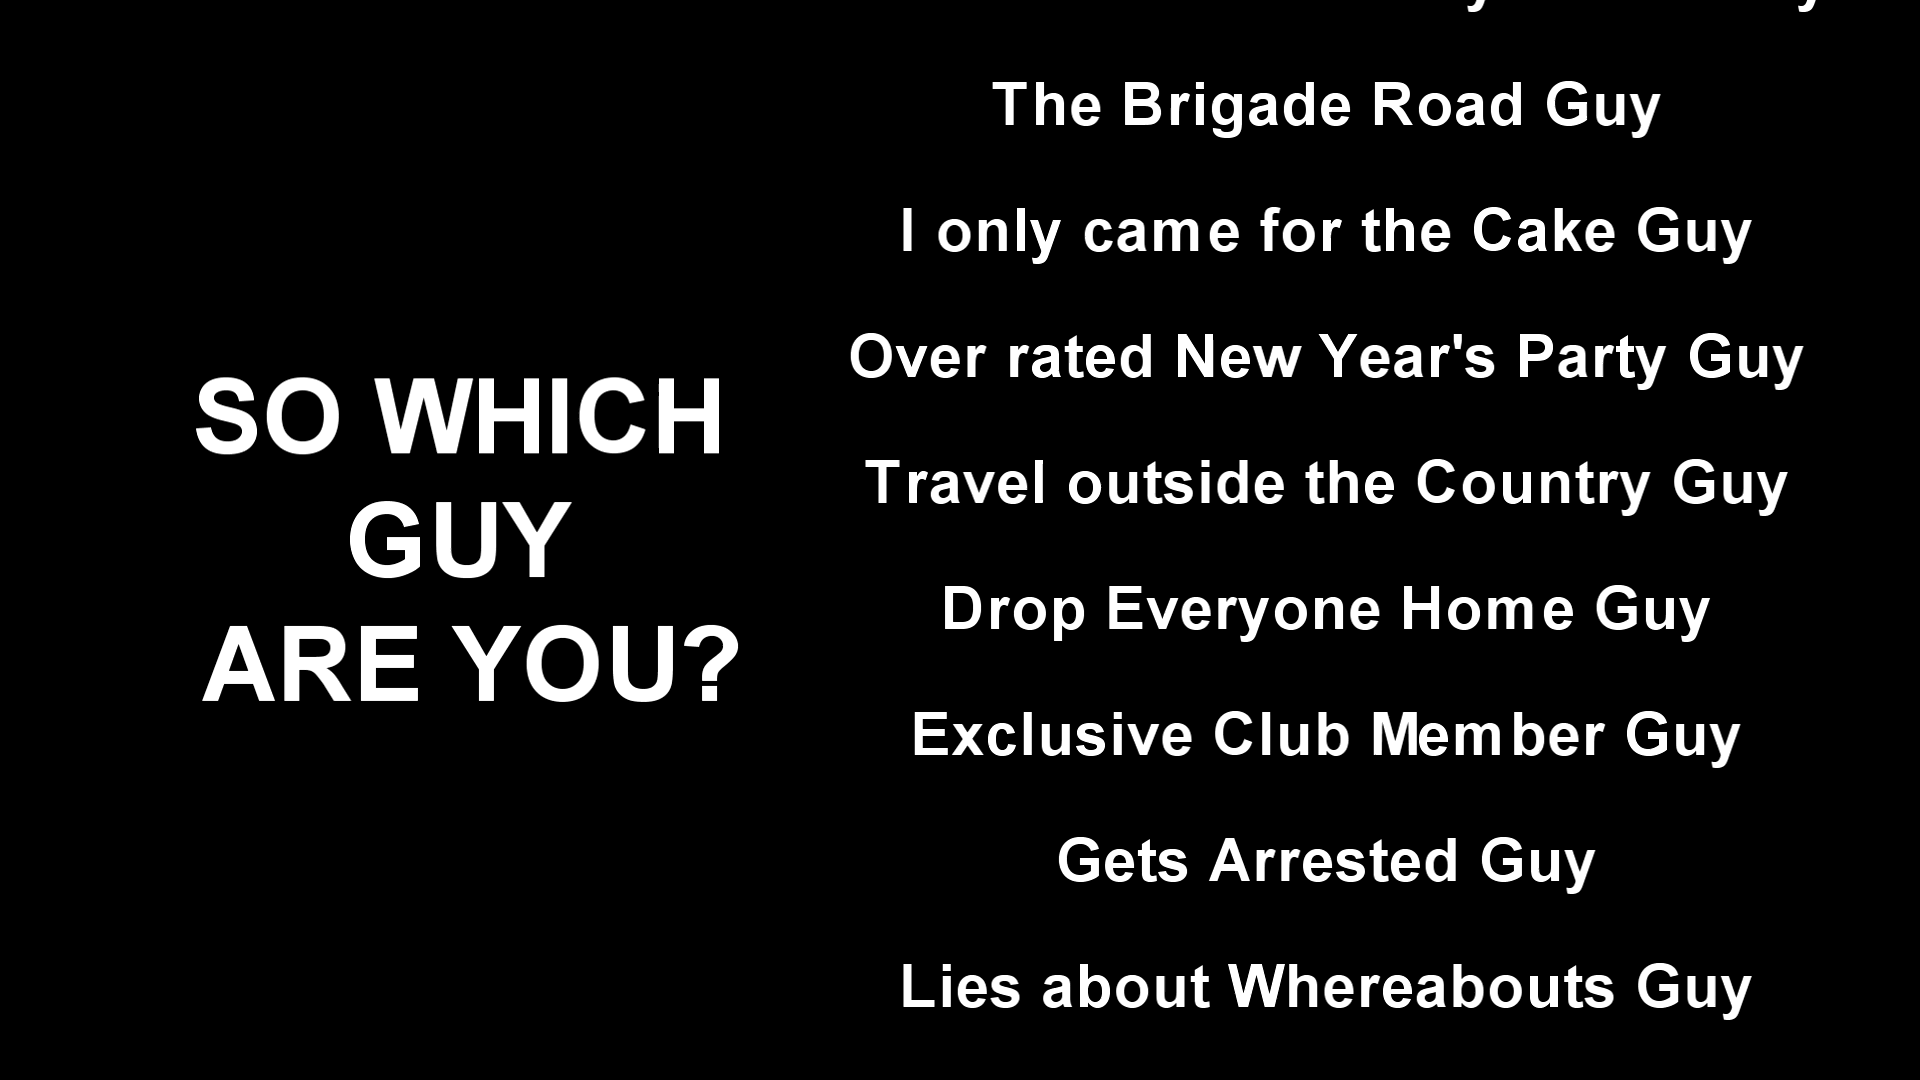 SO WHICH
GUY
ARE YOU?
The Brigade Road Guy
I only came for the Cake Guy
Over rated New Year's Party Guy
Travel outside the Country Guy
Drop Everyone Home Guy
Exclusive Club Member Guy
Gets Arrested Guy
Lies about Whereabouts Guy